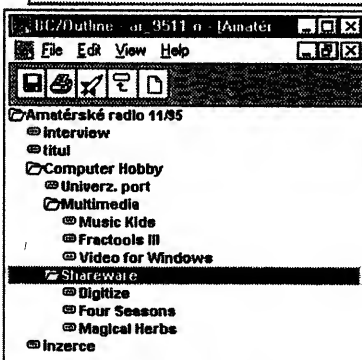 BC/Outline - ar_9511 n - [Amatér
File Edit View Help
Amatérské radio 11/95
interview
titul
Computer Hobby
Univerz. port
Multimedia
Music Kids
Fractools III
Video for Windows
Shareware
Digitize
Four Seasons
Magical Herbs
inzerce